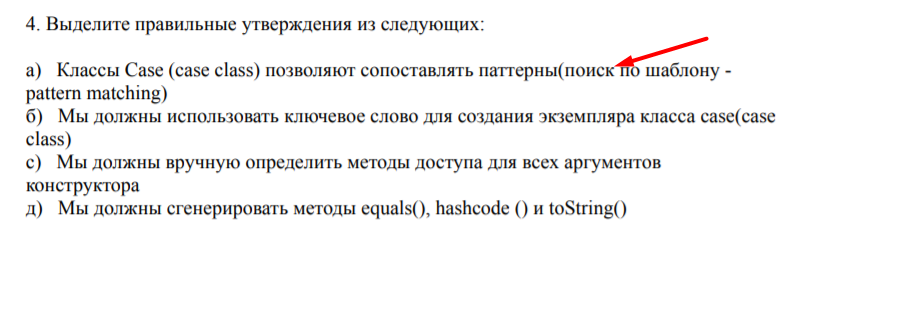 4. Выделите правильные утверждения из следующих:
а) Классы Case (case class) позволяют сопоставлять паттерны(поиск по шаблону -
pattern matching)
б) Мы должны использовать ключевое слово для создания экземпляра класса case(case
class)
с) Мы должны вручную определить методы доступа для всех аргументов
конструктора
д) Мы должны сгенерировать методы equals(), hashcode () и toString()